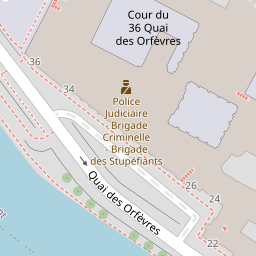 Cour du
36 Quai
des Orfèvres
36
34
Police
Judiciaire
Brigade
Criminelle
Brigade
des Stupéfiants
Quai des Orfèvres
26
24
22